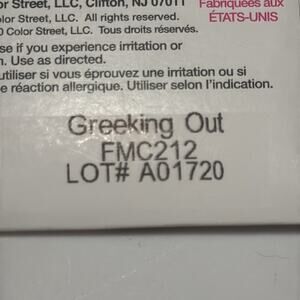 or Street, LLC, Clifton, NJ 07011
Fabriquées aux
ÉTATS-UNIS
lor Street, LLC. All rights reserved.
0 Color Street, LLC. Tous droits réservés.
se if you experience irritation or
n. Use as directed.
utiliser si vous éprouvez une irritation ou si
e réaction allergique. Utiliser selon l'indication.
Greeking Out
FMC212
LOT# A01720